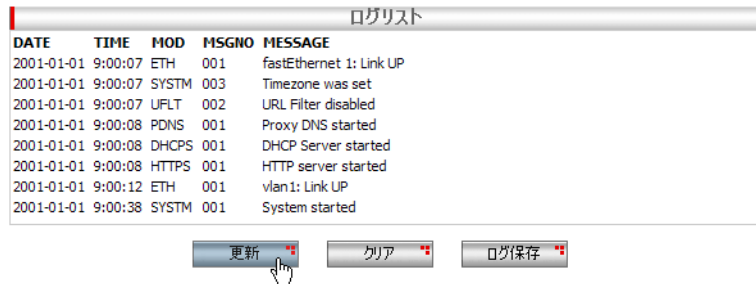 ログリスト
DATE TIME MOD MSGNO MESSAGE
2001-01-01 9:00:07 ETH 001 fastEthernet 1: Link UP
2001-01-01 9:00:07 SYSTM 003 Timezone was set
2001-01-01 9:00:07 UFLT 002 URL Filter disabled
2001-01-01 9:00:08 PDNS 001 Proxy DNS started
2001-01-01 9:00:08 DHCPS 001 DHCP Server started
2001-01-01 9:00:08 HTTPS 001 HTTP server started
2001-01-01 9:00:12 ETH 001 vlan1: Link UP
2001-01-01 9:00:38 SYSTM 001 System started
更新 クリア ログ保存